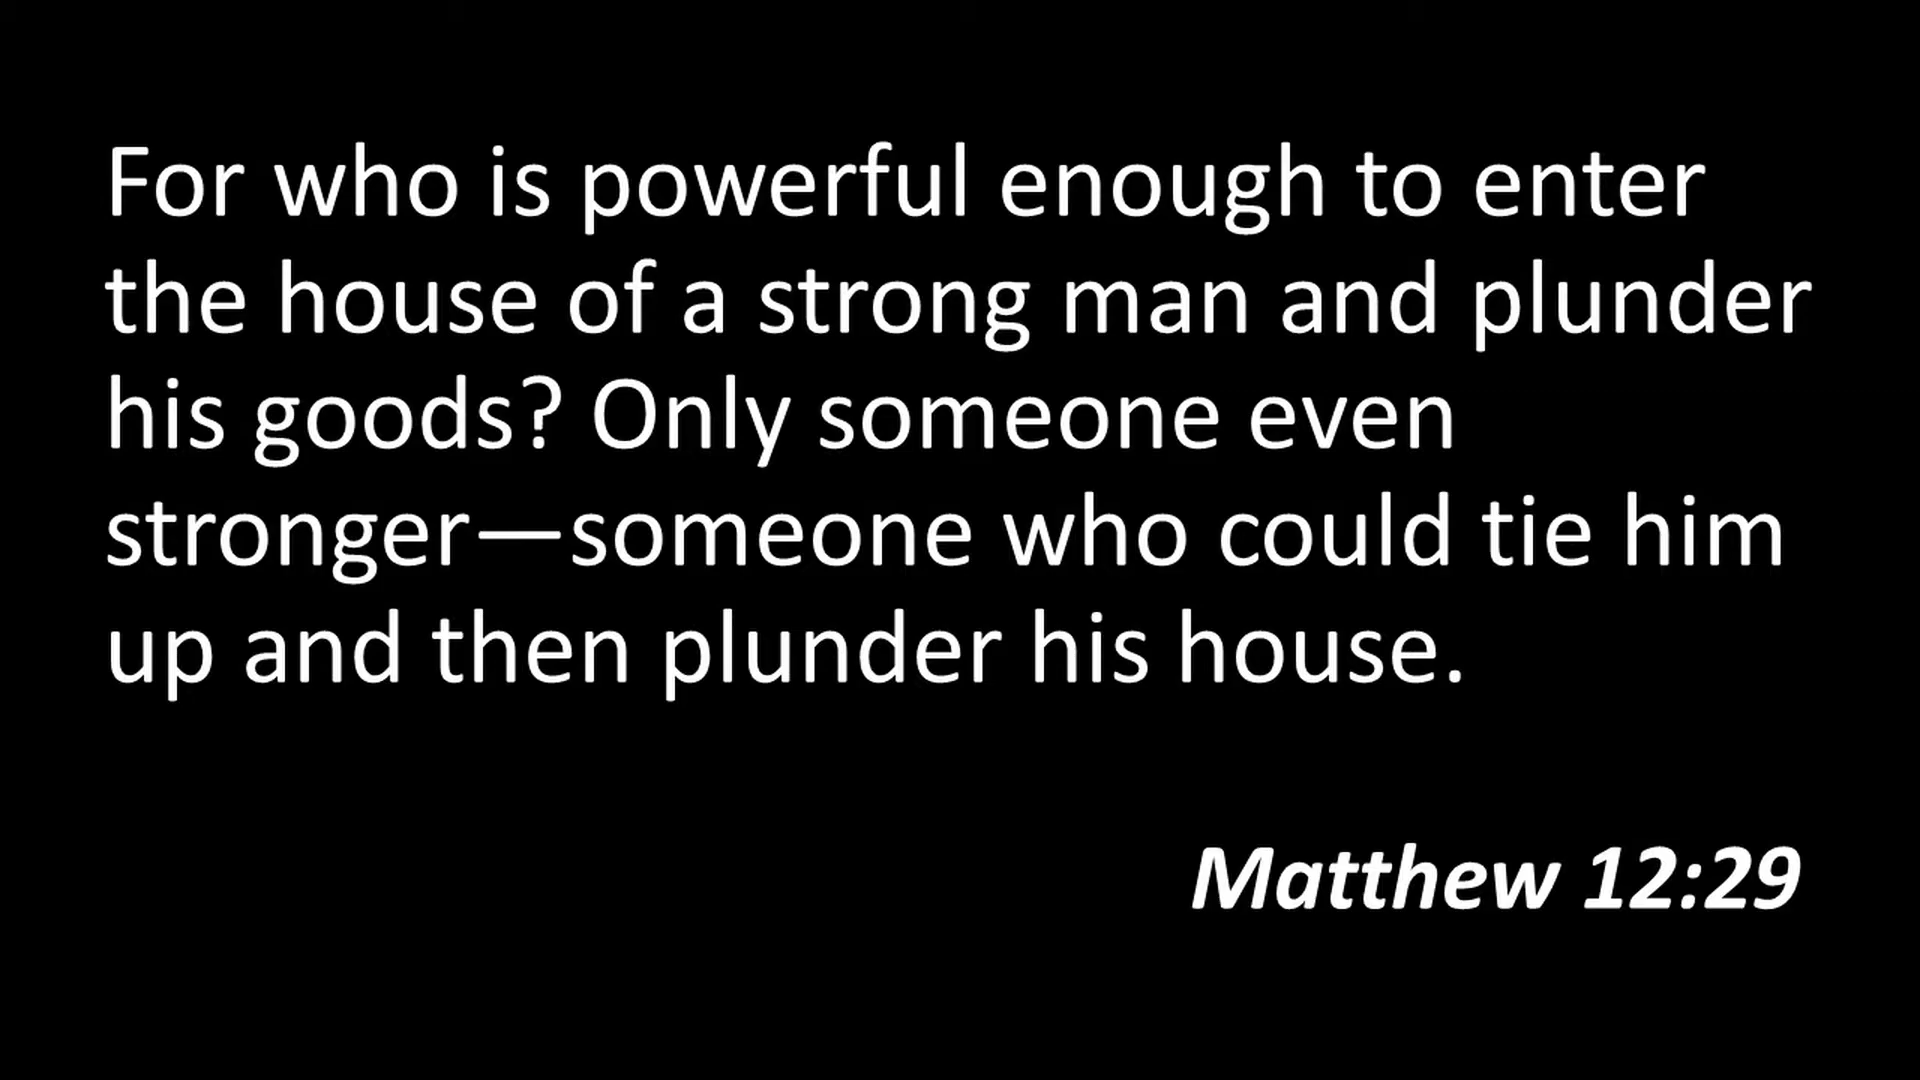 For who is powerful enough to enter
the house of a strong man and plunder
his goods? Only someone even
stronger—someone who could tie him
up and then plunder his house.
Matthew 12:29